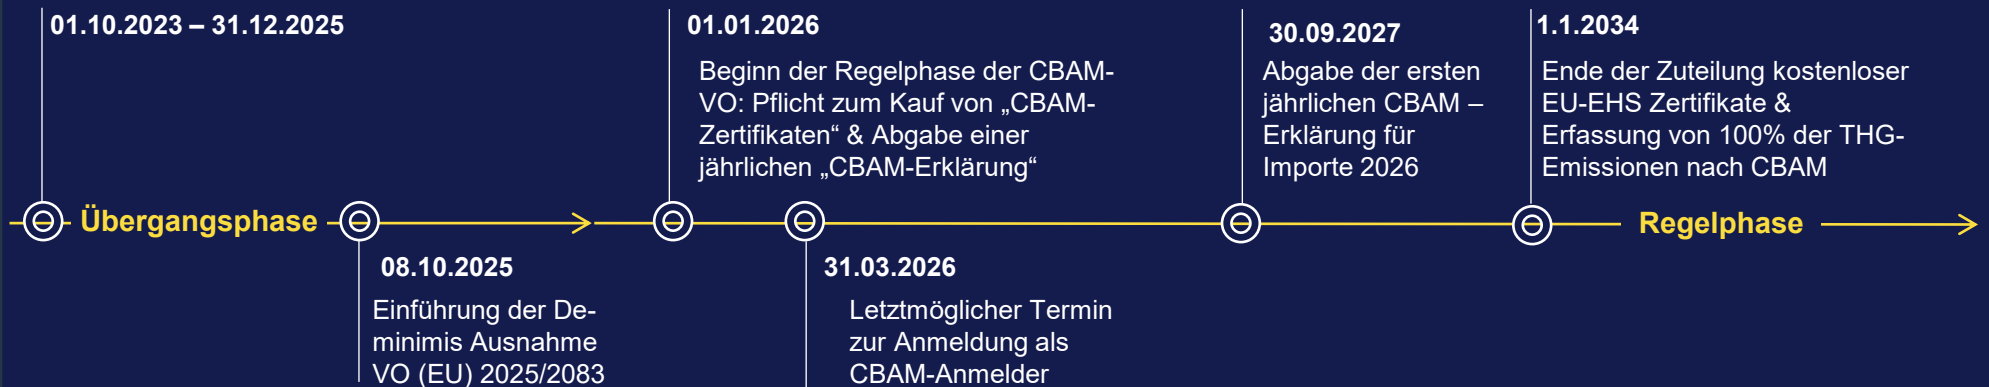 01.10.2023 – 31.12.2025
01.01.2026
Beginn der Regelphase der CBAM-
VO: Pflicht zum Kauf von „CBAM-
Zertifikaten“ & Abgabe einer
jährlichen „CBAM-Erklärung“
30.09.2027
Abgabe der ersten
jährlichen CBAM –
Erklärung für
Importe 2026
1.1.2034
Ende der Zuteilung kostenloser
EU-EHS Zertifikate &
Erfassung von 100% der THG-
Emissionen nach CBAM
Übergangsphase
Regelphase
08.10.2025
Einführung der De-
minimis Ausnahme
VO (EU) 2025/2083
31.03.2026
Letztmöglicher Termin
zur Anmeldung als
CBAM-Anmelder